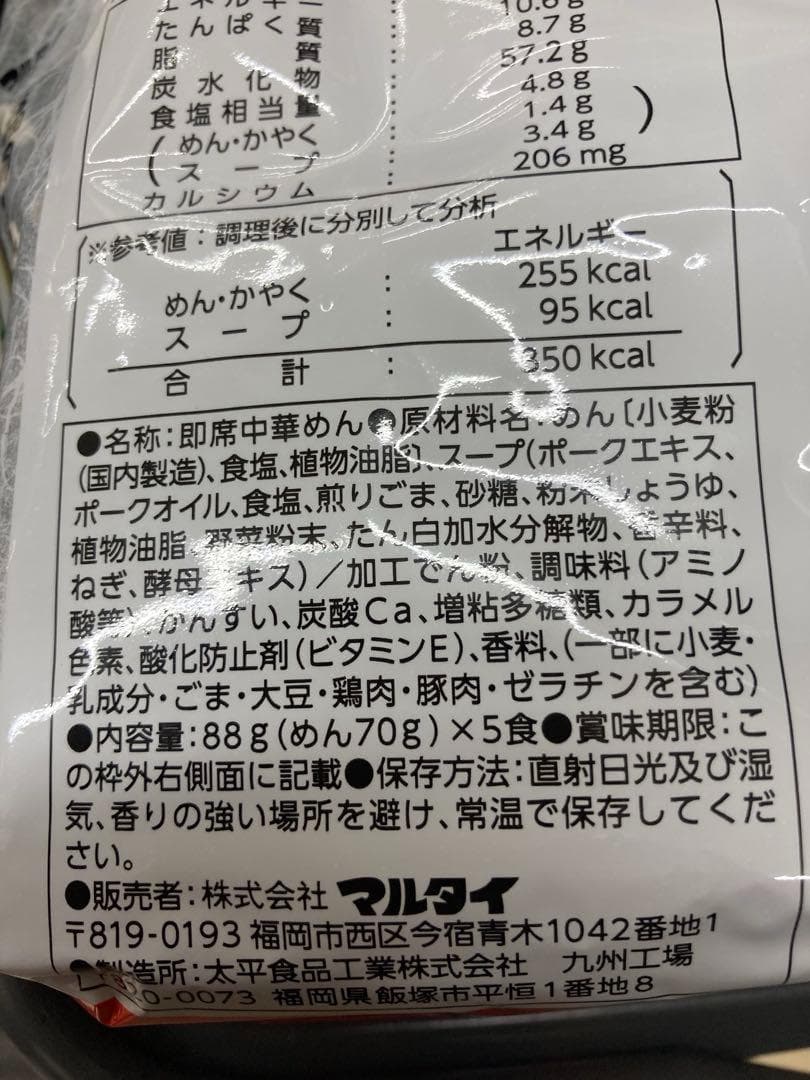 たんぱく質 10.6g
脂質 8.7g
炭水化物 57.2g
食塩相当量 4.8g
(めん・かやく 1.4g
スープ 3.4g)
カルシウム 206mg
※参考値:調理後に分別して分析
エネルギー
めん・かやく : 255kcal
スープ : 95kcal
合計 : 350kcal
●名称:即席中華めん●原材料名:めん〔小麦粉
(国内製造)、食塩、植物油脂〕、スープ(ポークエキス、
ポークオイル、食塩、煎りごま、砂糖、粉末しょうゆ、
植物油脂、野菜粉末、たん白加水分解物、香辛料、
ねぎ、酵母エキス)/加工でん粉、調味料(アミノ
酸等)、かんすい、炭酸Ca、増粘多糖類、カラメル
色素、酸化防止剤(ビタミンE)、香料、(一部に小麦・
乳成分・ごま・大豆・鶏肉・豚肉・ゼラチンを含む)
●内容量:88g(めん70g)×5食●賞味期限:こ
の枠外右側面に記載●保存方法:直射日光及び湿
気、香りの強い場所を避け、常温で保存してくだ
さい。
●販売者:株式会社 マルタイ
〒819-0193 福岡市西区今宿青木1042番地1
●製造所:太平食品工業株式会社 九州工場
0-0073 福岡県飯塚市平恒1番地8